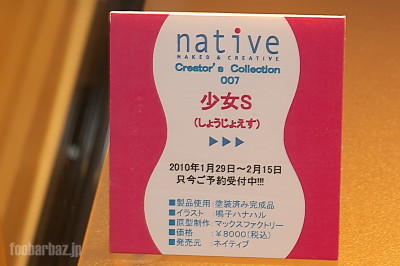 native
NAKED & CREATIVE
Creator's Collection
007
少女S
(しょうじょえす)
2010年1月29日〜2月15日
只今ご予約受付中!!!
■製品使用：塗装済み完成品
■イラスト：鳴子ハナハル
■原型制作：マックスファクトリー
■価格　：￥8000(税込)
■発売元　：ネイティブ
foobarbaz.jp